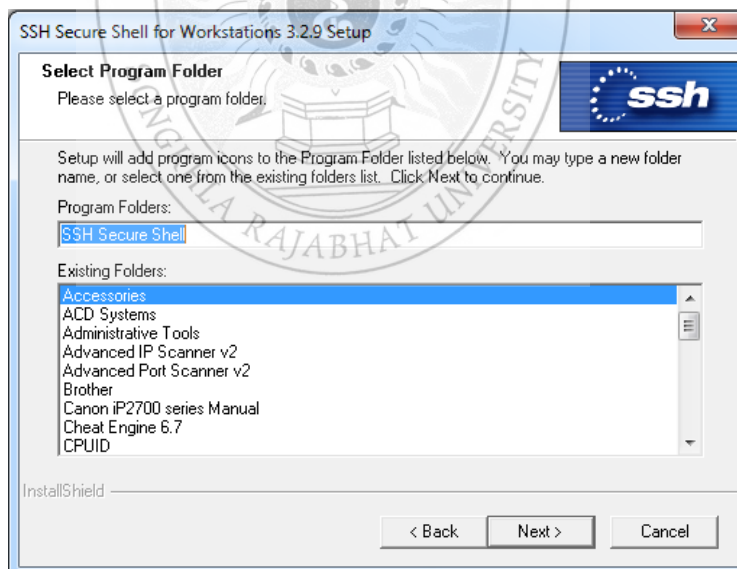 SSH Secure Shell for Workstations 3.2.9 Setup
Select Program Folder
Please select a program folder.
ssh
Setup will add program icons to the Program Folder listed below. You may type a new folder
name, or select one from the existing folders list. Click Next to continue.
Program Folders:
SSH Secure Shell
Existing Folders:
Accessories
ACD Systems
Administrative Tools
Advanced IP Scanner v2
Advanced Port Scanner v2
Brother
Canon iP2700 series Manual
Cheat Engine 6.7
CPUID
InstallShield
< Back
Next >
Cancel
SONGKHLA RAJABHAT UNIVERSITY